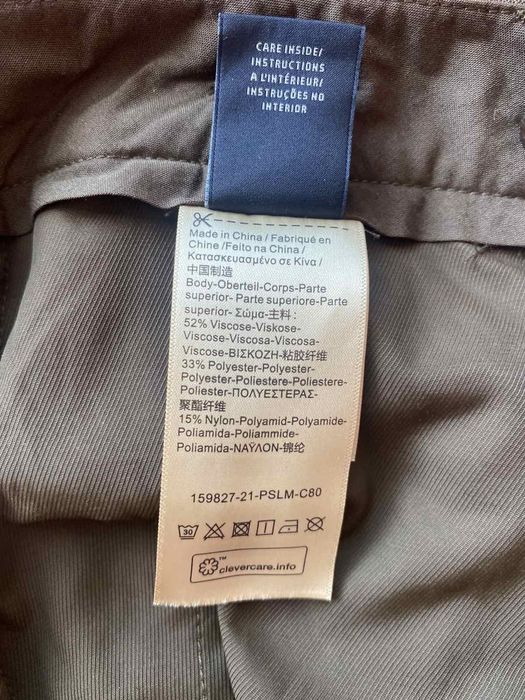 CARE INSIDE/
INSTRUCTIONS
A L'INTÉRIEUR/
INSTRUÇÕES NO
INTERIOR
Made in China / Fabriqué en
Chine /Feito na China /
Κατασκευασμένο σε Κίνα /
中国制造
Body-Oberteil-Corps-Parte
superior- Parte superiore-Parte
superior- Σώμα-主料：
52% Viscose-Viskose-
Viscose-Viscosa-Viscosa-
Viscose-ΒΙΣΚΟΖΗ-粘胶纤维
33% Polyester-Polyester-
Polyester-Poliestere-Poliestere-
Poliester-ΠΟΛΥΕΣΤΕΡΑΣ-
聚酯纤维
15% Nylon-Polyamid-Polyamide-
Poliamida-Poliammide-
Poliamida-ΝΑΫΛΟΝ-锦纶
159827-21-PSLM-C80
30
™
clevercare.info